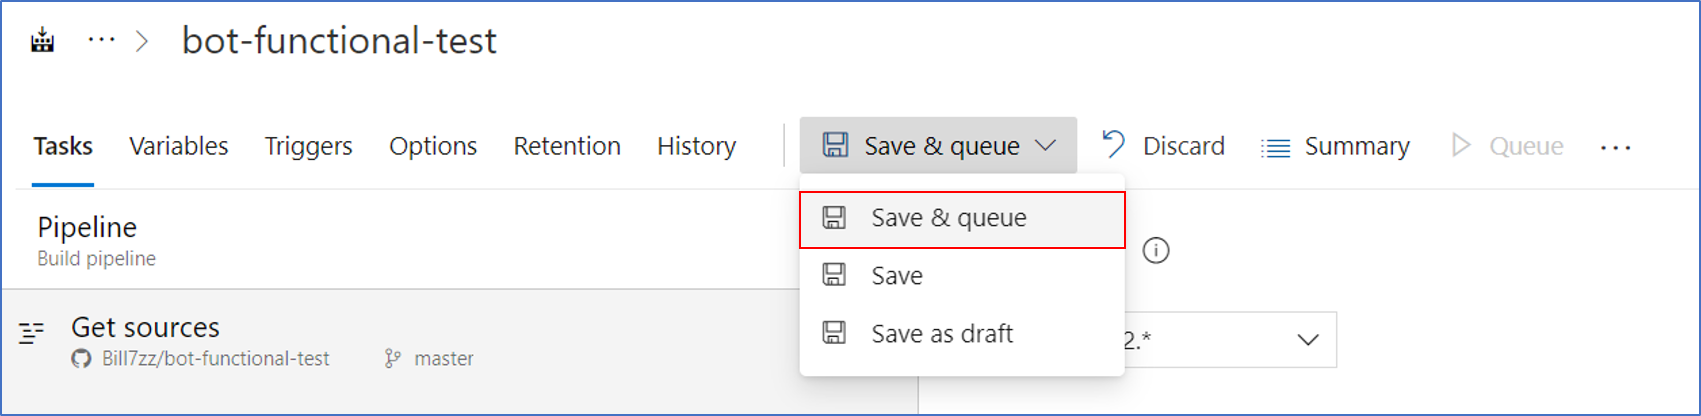 ··· > bot-functional-test
Tasks Variables Triggers Options Retention History Save & queue Discard Summary Queue ···
Pipeline
Build pipeline
Save & queue
Save
Save as draft
Get sources
Bill7zz/bot-functional-test master
2.*